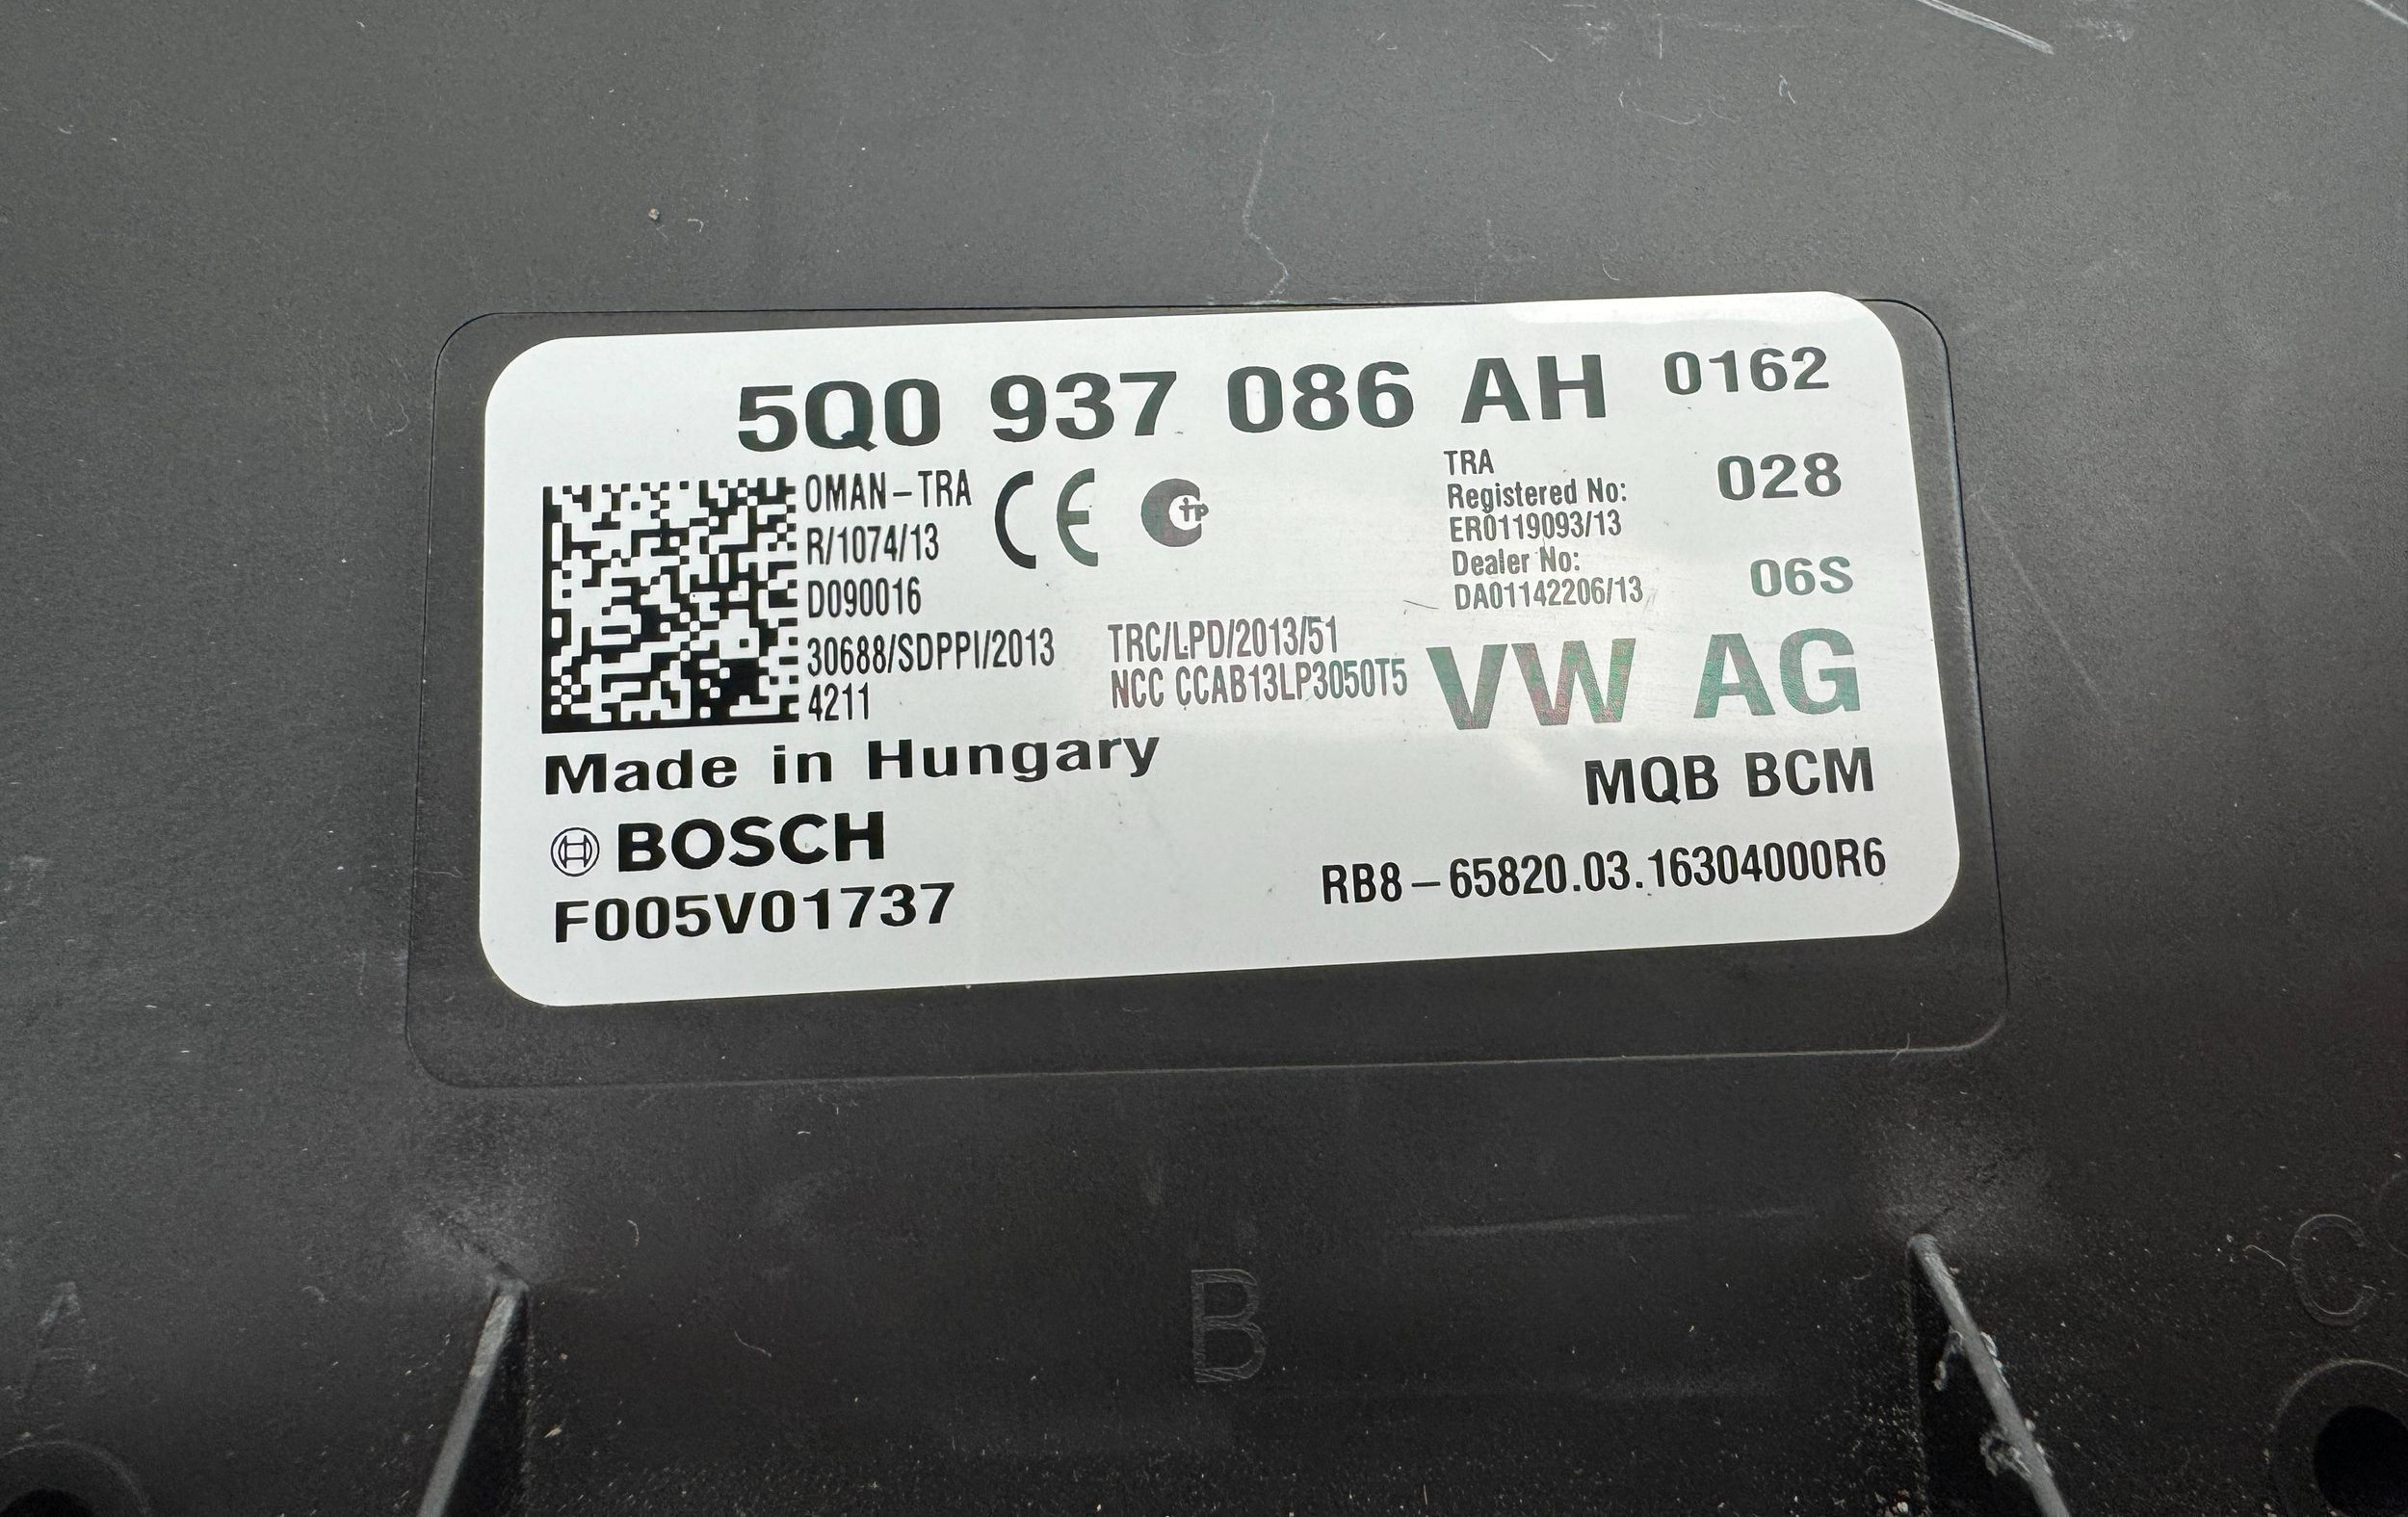 5Q0 937 086 AH 0162
OMAN-TRA
R/1074/13
D090016
30688/SDPPI/2013
4211
CE
TRC/LPD/2013/51
NCC CCAB13LP3050T5
TRA
Registered No:
ER0119093/13
Dealer No:
DA01142206/13
028
06S
VW AG
Made in Hungary
MQB BCM
BOSCH
F005V01737
RB8-65820.03.16304000R6
B
C